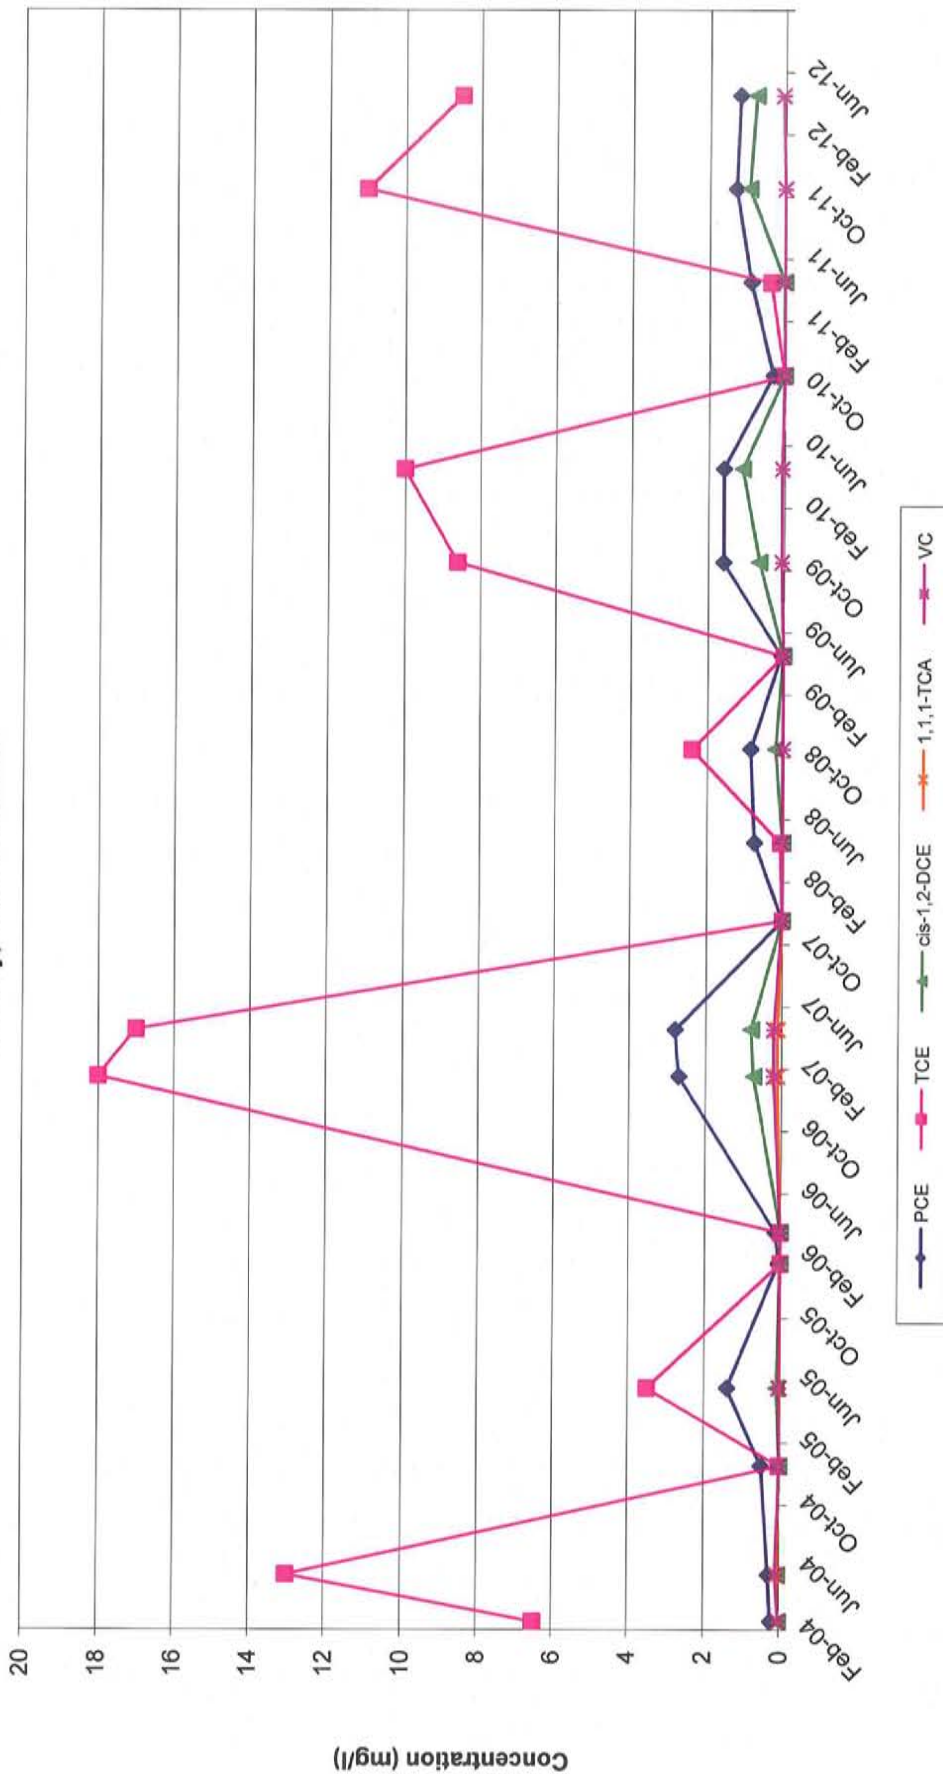 Concentration (mg/l)
20
18
16
14
12
10
8
6
4
2
0
Feb-04
Jun-04
Oct-04
Feb-05
Jun-05
Oct-05
Feb-06
Jun-06
Oct-06
Feb-07
Jun-07
Oct-07
Feb-08
Jun-08
Oct-08
Feb-09
Jun-09
Oct-09
Feb-10
Jun-10
Oct-10
Feb-11
Jun-11
Oct-11
Feb-12
Jun-12
PCE TCE cis-1,2-DCE 1,1,1-TCA VC